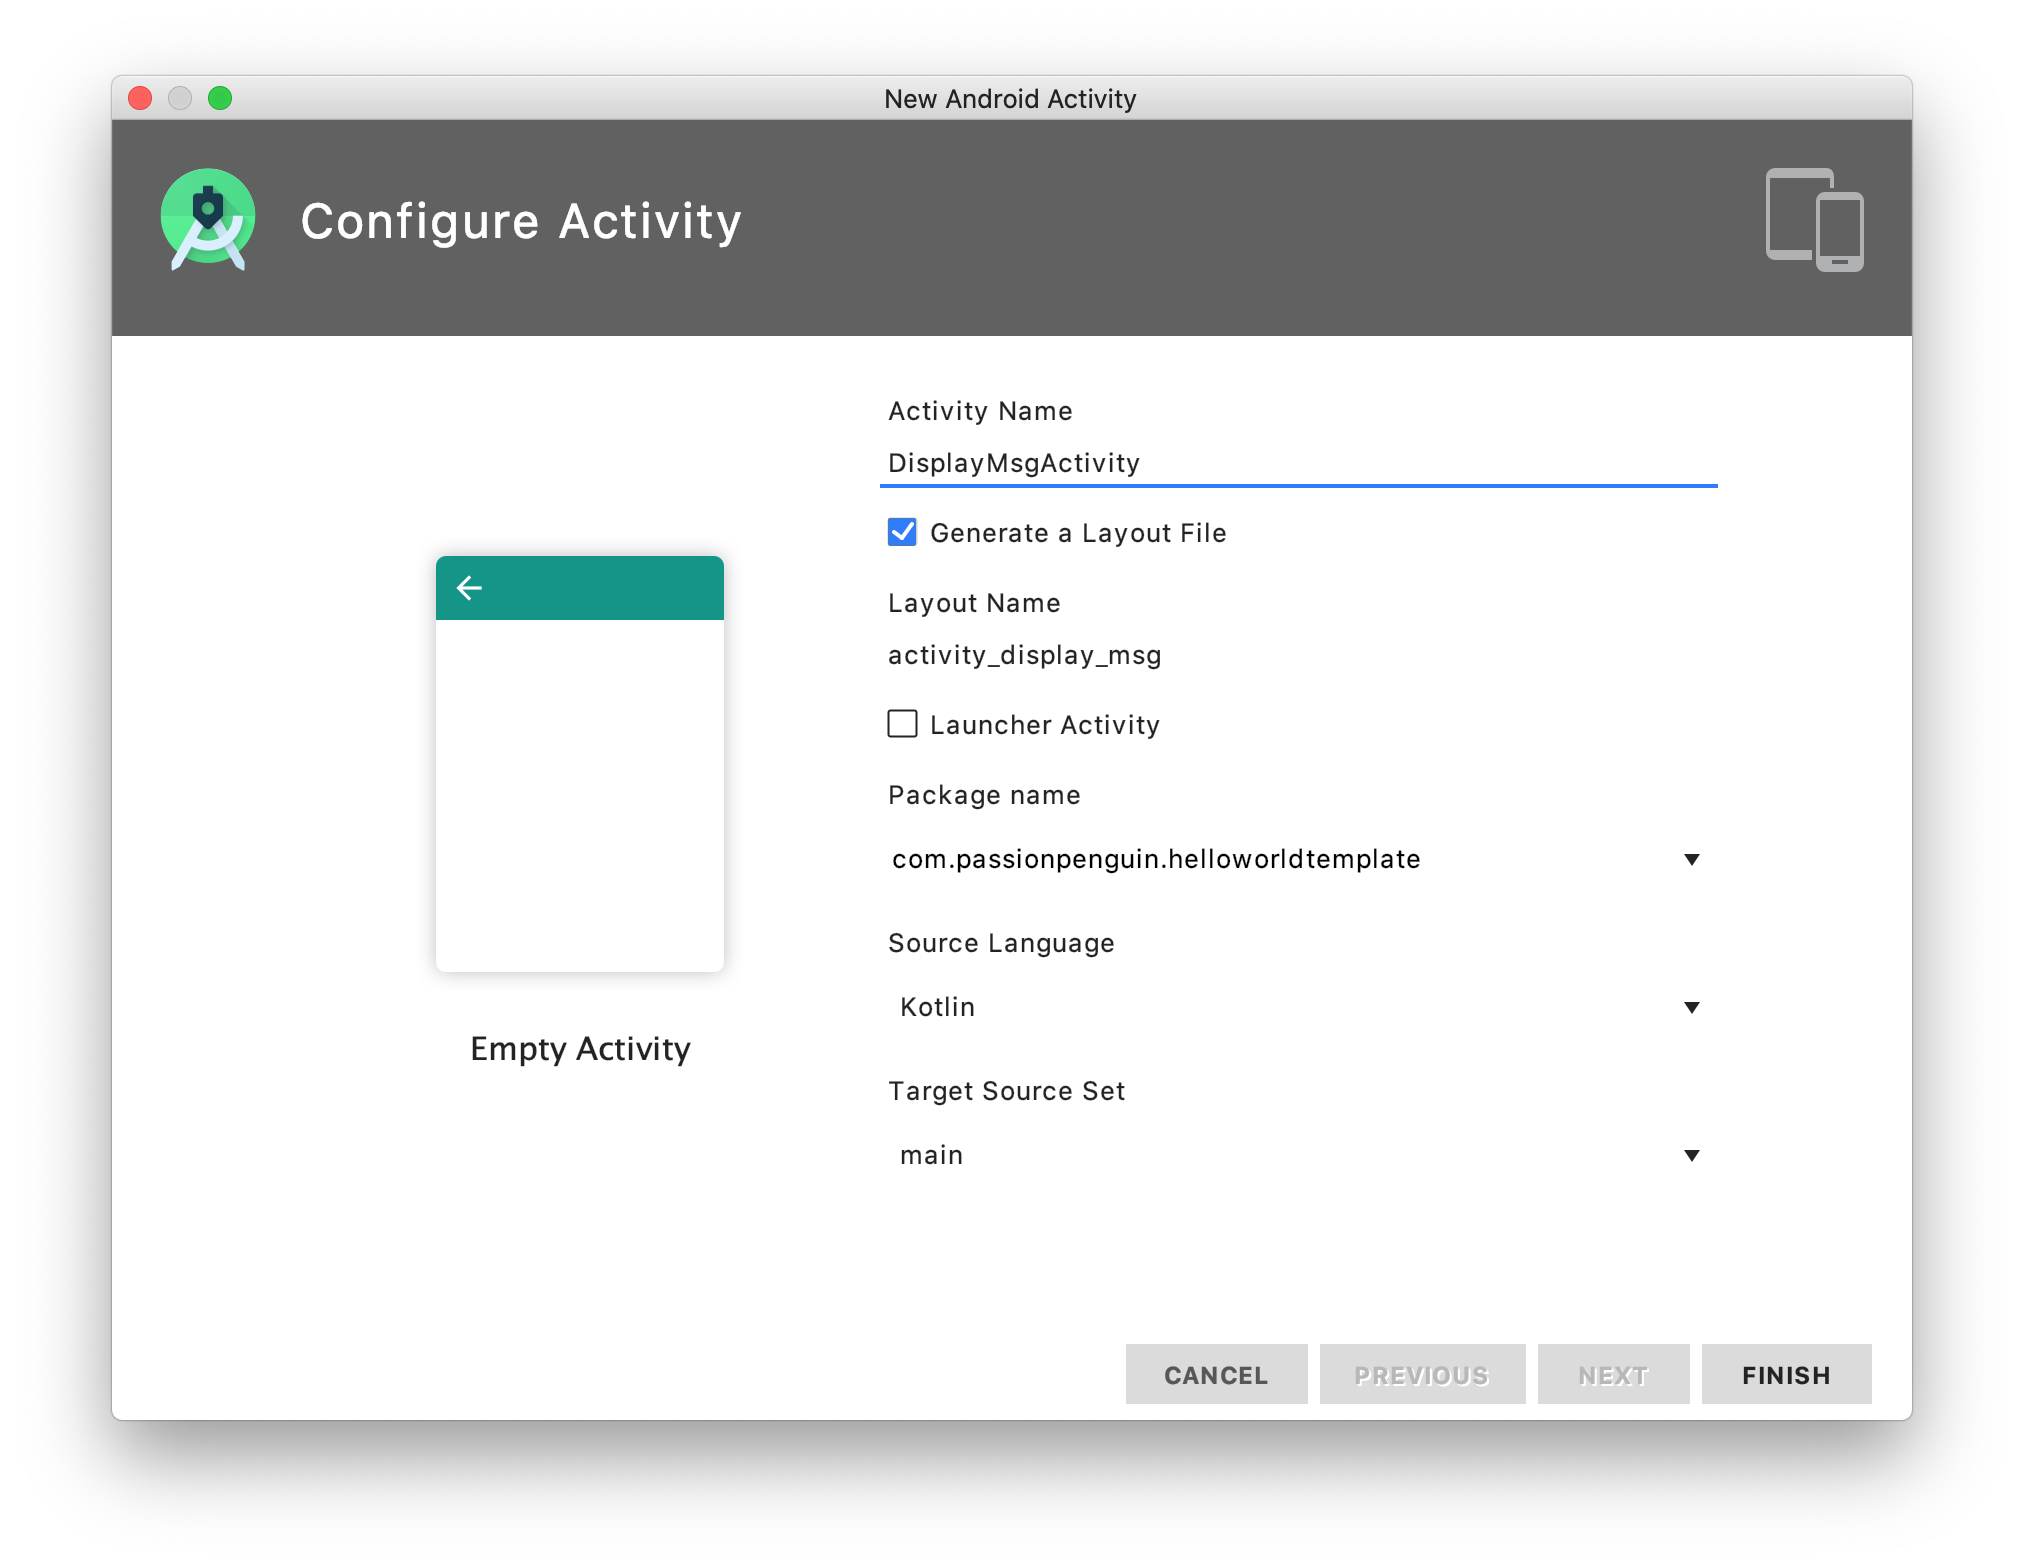 New Android Activity
Configure Activity
Activity Name
DisplayMsgActivity
Generate a Layout File
Layout Name
activity_display_msg
Launcher Activity
Package name
com.passionpenguin.helloworldtemplate
Source Language
Kotlin
Target Source Set
main
Empty Activity
CANCEL PREVIOUS NEXT FINISH